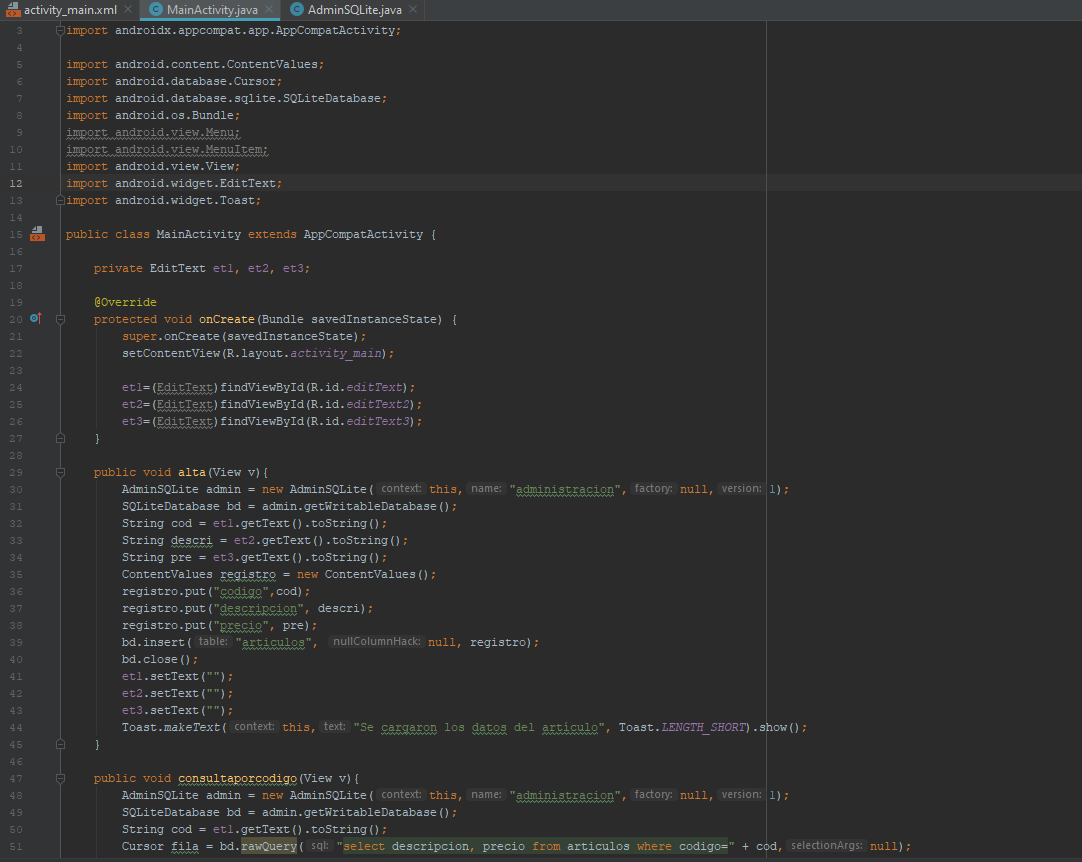 activity_main.xml MainActivity.java AdminSQLite.java
3 import androidx.appcompat.app.AppCompatActivity;
4
5 import android.content.ContentValues;
6 import android.database.Cursor;
7 import android.database.sqlite.SQLiteDatabase;
8 import android.os.Bundle;
9 import android.view.Menu;
10 import android.view.MenuItem;
11 import android.view.View;
12 import android.widget.EditText;
13 import android.widget.Toast;
14
15 public class MainActivity extends AppCompatActivity {
16
17 private EditText et1, et2, et3;
18
19 @Override
20 protected void onCreate(Bundle savedInstanceState) {
21 super.onCreate(savedInstanceState);
22 setContentView(R.layout.activity_main);
23
24 et1=(EditText)findViewById(R.id.editText);
25 et2=(EditText)findViewById(R.id.editText2);
26 et3=(EditText)findViewById(R.id.editText3);
27 }
28
29 public void alta(View v){
30 AdminSQLite admin = new AdminSQLite( context: this, name: "administracion", factory: null, version: 1);
31 SQLiteDatabase bd = admin.getWritableDatabase();
32 String cod = et1.getText().toString();
33 String descri = et2.getText().toString();
34 String pre = et3.getText().toString();
35 ContentValues registro = new ContentValues();
36 registro.put("codigo",cod);
37 registro.put("descripcion", descri);
38 registro.put("precio", pre);
39 bd.insert( table: "articulos", nullColumnHack: null, registro);
40 bd.close();
41 et1.setText("");
42 et2.setText("");
43 et3.setText("");
44 Toast.makeText( context: this, text: "Se cargaron los datos del artículo", Toast.LENGTH_SHORT).show();
45 }
46
47 public void consultaporcodigo(View v){
48 AdminSQLite admin = new AdminSQLite( context: this, name: "administracion", factory: null, version: 1);
49 SQLiteDatabase bd = admin.getWritableDatabase();
50 String cod = et1.getText().toString();
51 Cursor fila = bd.rawQuery( sql: "select descripcion, precio from articulos where codigo=" + cod, selectionArgs: null);